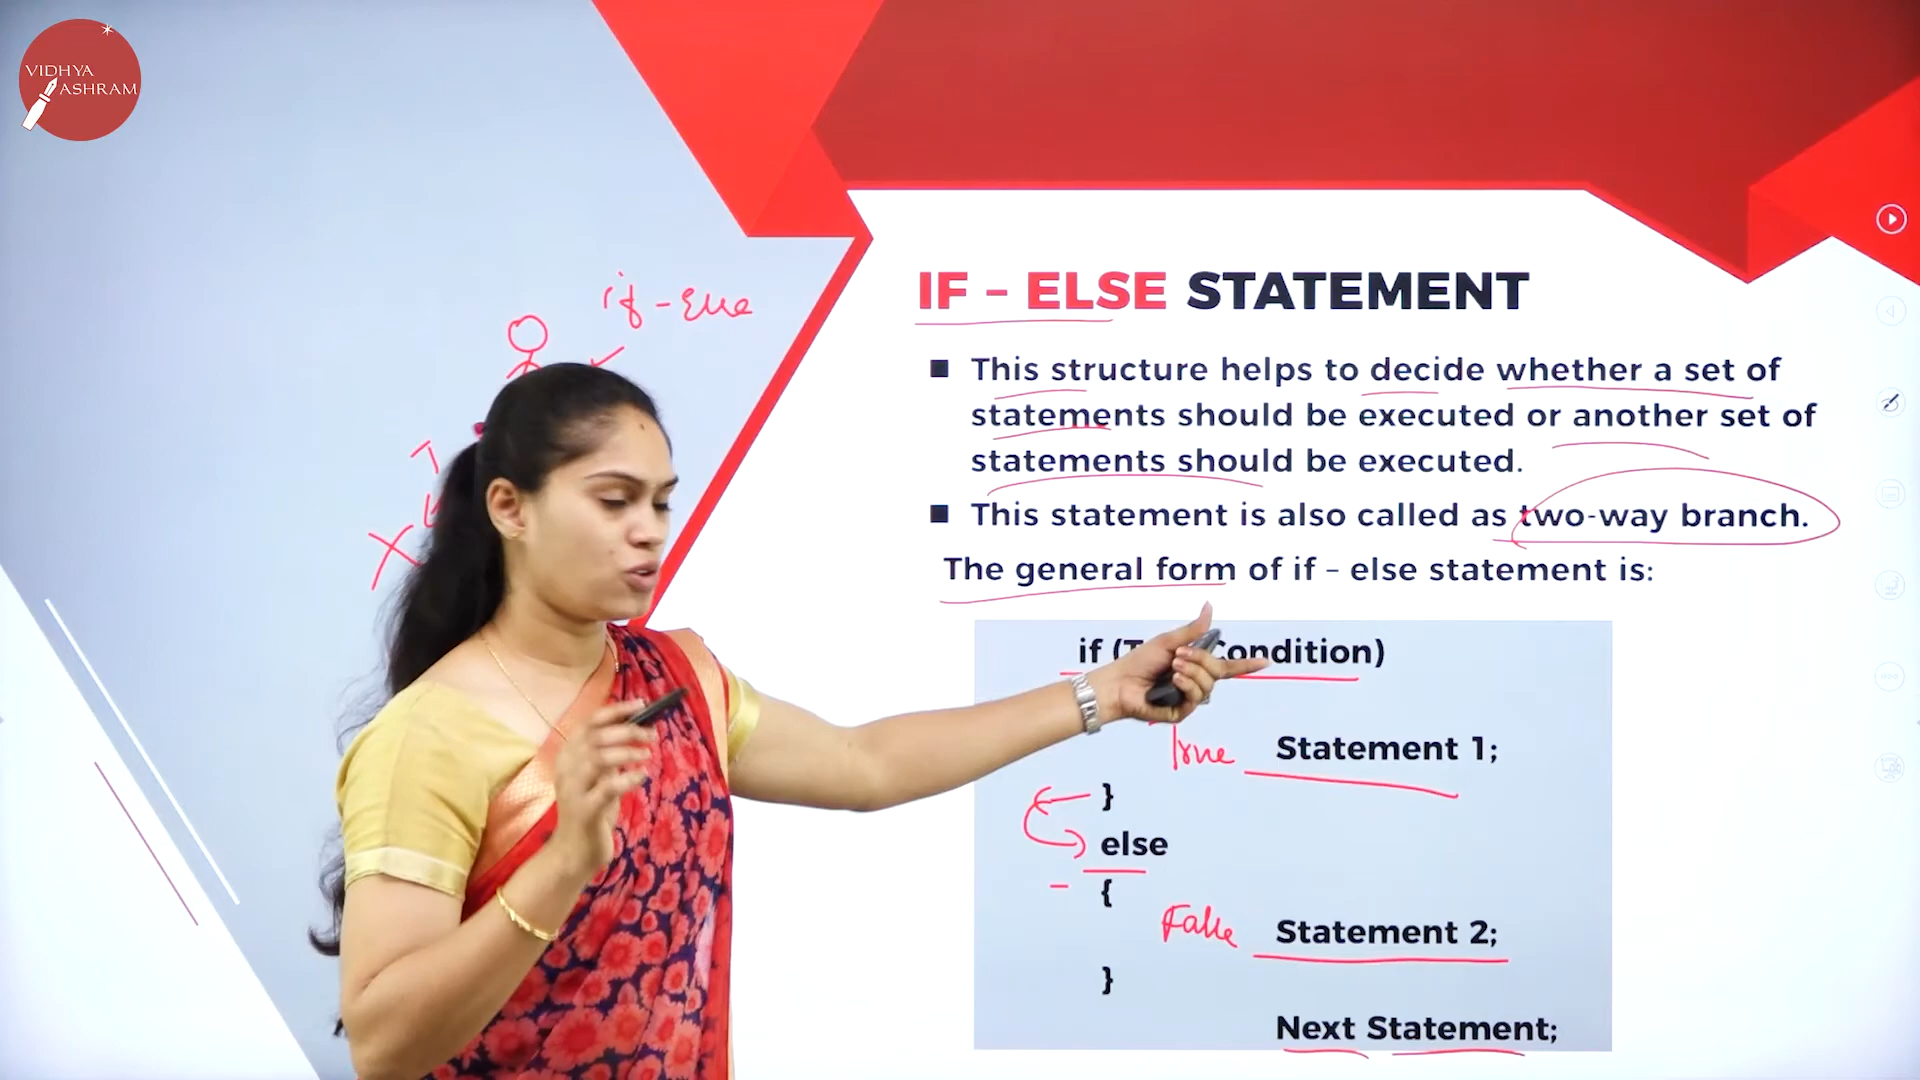 VIDHYA
ASHRAM
if - Else
IF - ELSE STATEMENT
■ This structure helps to decide whether a set of
statements should be executed or another set of
statements should be executed.
■ This statement is also called as two-way branch.
The general form of if – else statement is:
if ( Condition)
True Statement 1;
}
else
{
False Statement 2;
}
Next Statement;
T
X